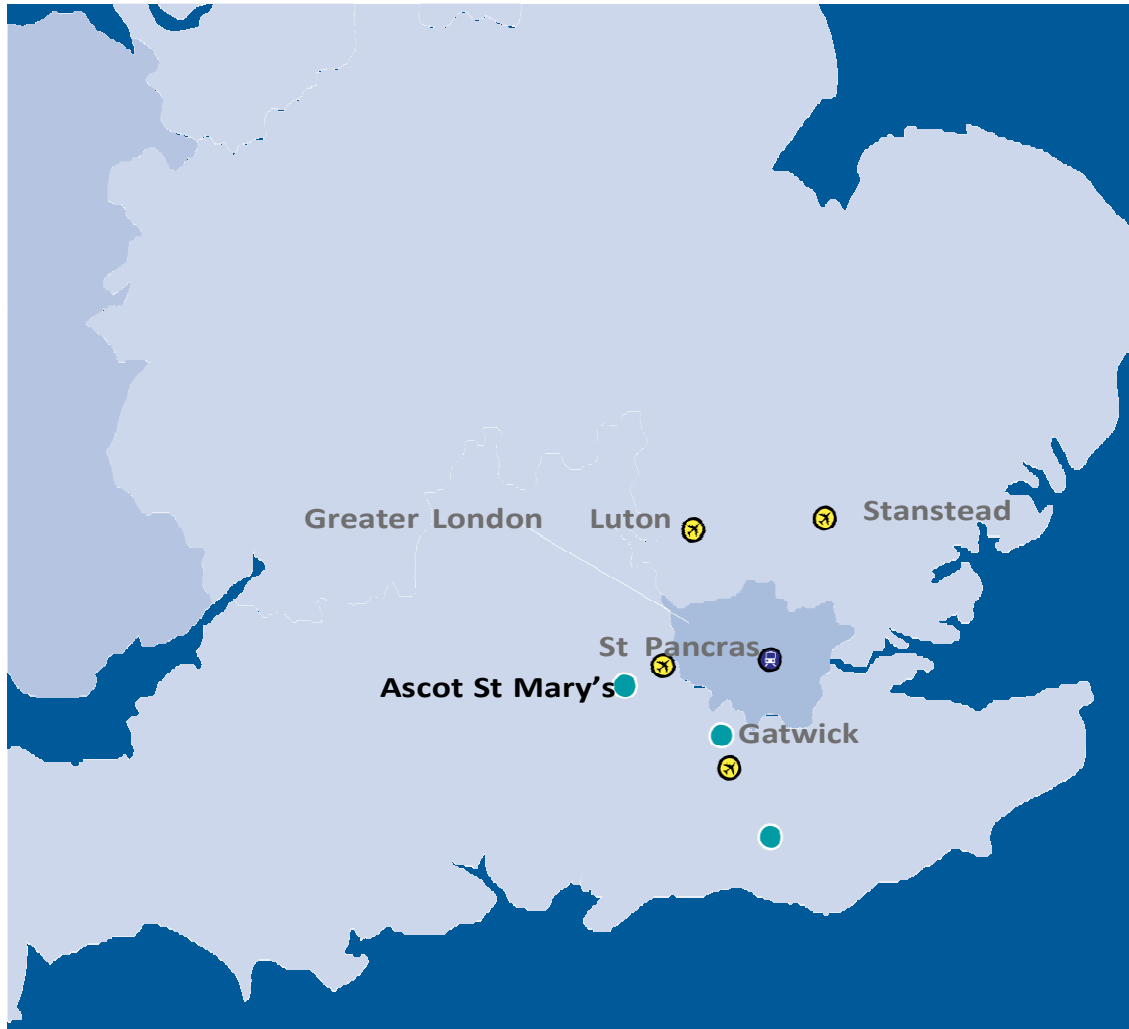 Greater London
Luton
Stanstead
St Pancras
Ascot St Mary’s
Gatwick